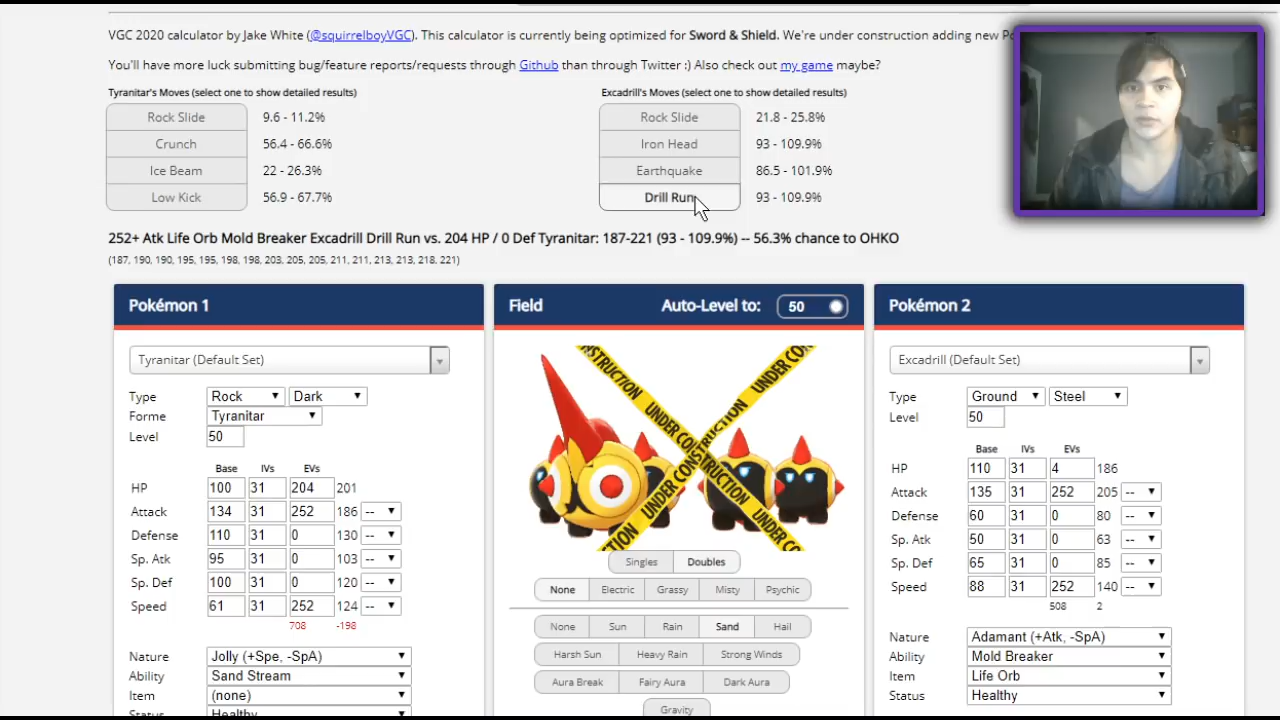 VGC 2020 calculator by Jake White (@squirrelboyVGC). This calculator is currently being optimized for Sword & Shield. We're under construction adding new
You'll have more luck submitting bug/feature reports/requests through Github than through Twitter :) Also check out my game maybe?
Tyranitar's Moves (select one to show detailed results)
Rock Slide 9.6 - 11.2%
Crunch 56.4 - 66.6%
Ice Beam 22 - 26.3%
Low Kick 56.9 - 67.7%
Excadrill's Moves (select one to show detailed results)
Rock Slide 21.8 - 25.8%
Iron Head 93 - 109.9%
Earthquake 86.5 - 101.9%
Drill Run 93 - 109.9%
252+ Atk Life Orb Mold Breaker Excadrill Drill Run vs. 204 HP / 0 Def Tyranitar: 187-221 (93 - 109.9%) -- 56.3% chance to OHKO
(187, 190, 190, 195, 195, 198, 198, 203, 205, 205, 211, 211, 213, 213, 218, 221)
Pokémon 1
Tyranitar (Default Set)
Type Rock Dark
Forme Tyranitar
Level 50
Base IVs EVs
HP 100 31 204 201
Attack 134 31 252 186 --
Defense 110 31 0 130 --
Sp. Atk 95 31 0 103 --
Sp. Def 100 31 0 120 --
Speed 61 31 252 124 --
708 -198
Nature Jolly (+Spe, -SpA)
Ability Sand Stream
Item (none)
Status Healthy
Field Auto-Level to: 50
UNDER CONSTRUCTION
UNDER CONSTRUCTION
Singles Doubles
None Electric Grassy Misty Psychic
None Sun Rain Sand Hail
Harsh Sun Heavy Rain Strong Winds
Aura Break Fairy Aura Dark Aura
Gravity
Pokémon 2
Excadrill (Default Set)
Type Ground Steel
Level 50
Base IVs EVs
HP 110 31 4 186
Attack 135 31 252 205 --
Defense 60 31 0 80 --
Sp. Atk 50 31 0 63 --
Sp. Def 65 31 0 85 --
Speed 88 31 252 140 --
508 2
Nature Adamant (+Atk, -SpA)
Ability Mold Breaker
Item Life Orb
Status Healthy